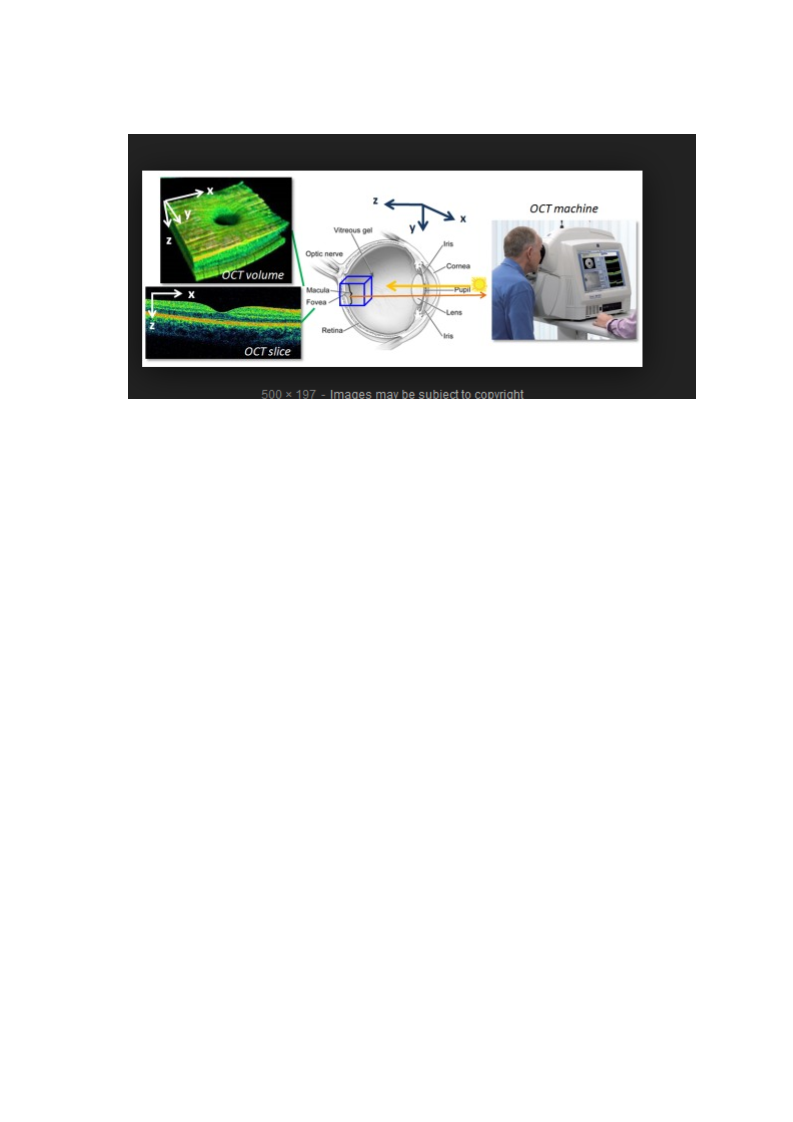 x
y
z
OCT volume
x
z
OCT slice
z
y
x
Vitreous gel
Optic nerve
Macula
Fovea
Retina
Iris
Cornea
Pupil
Lens
Iris
OCT machine
500 × 197 - Images may be subject to copyright